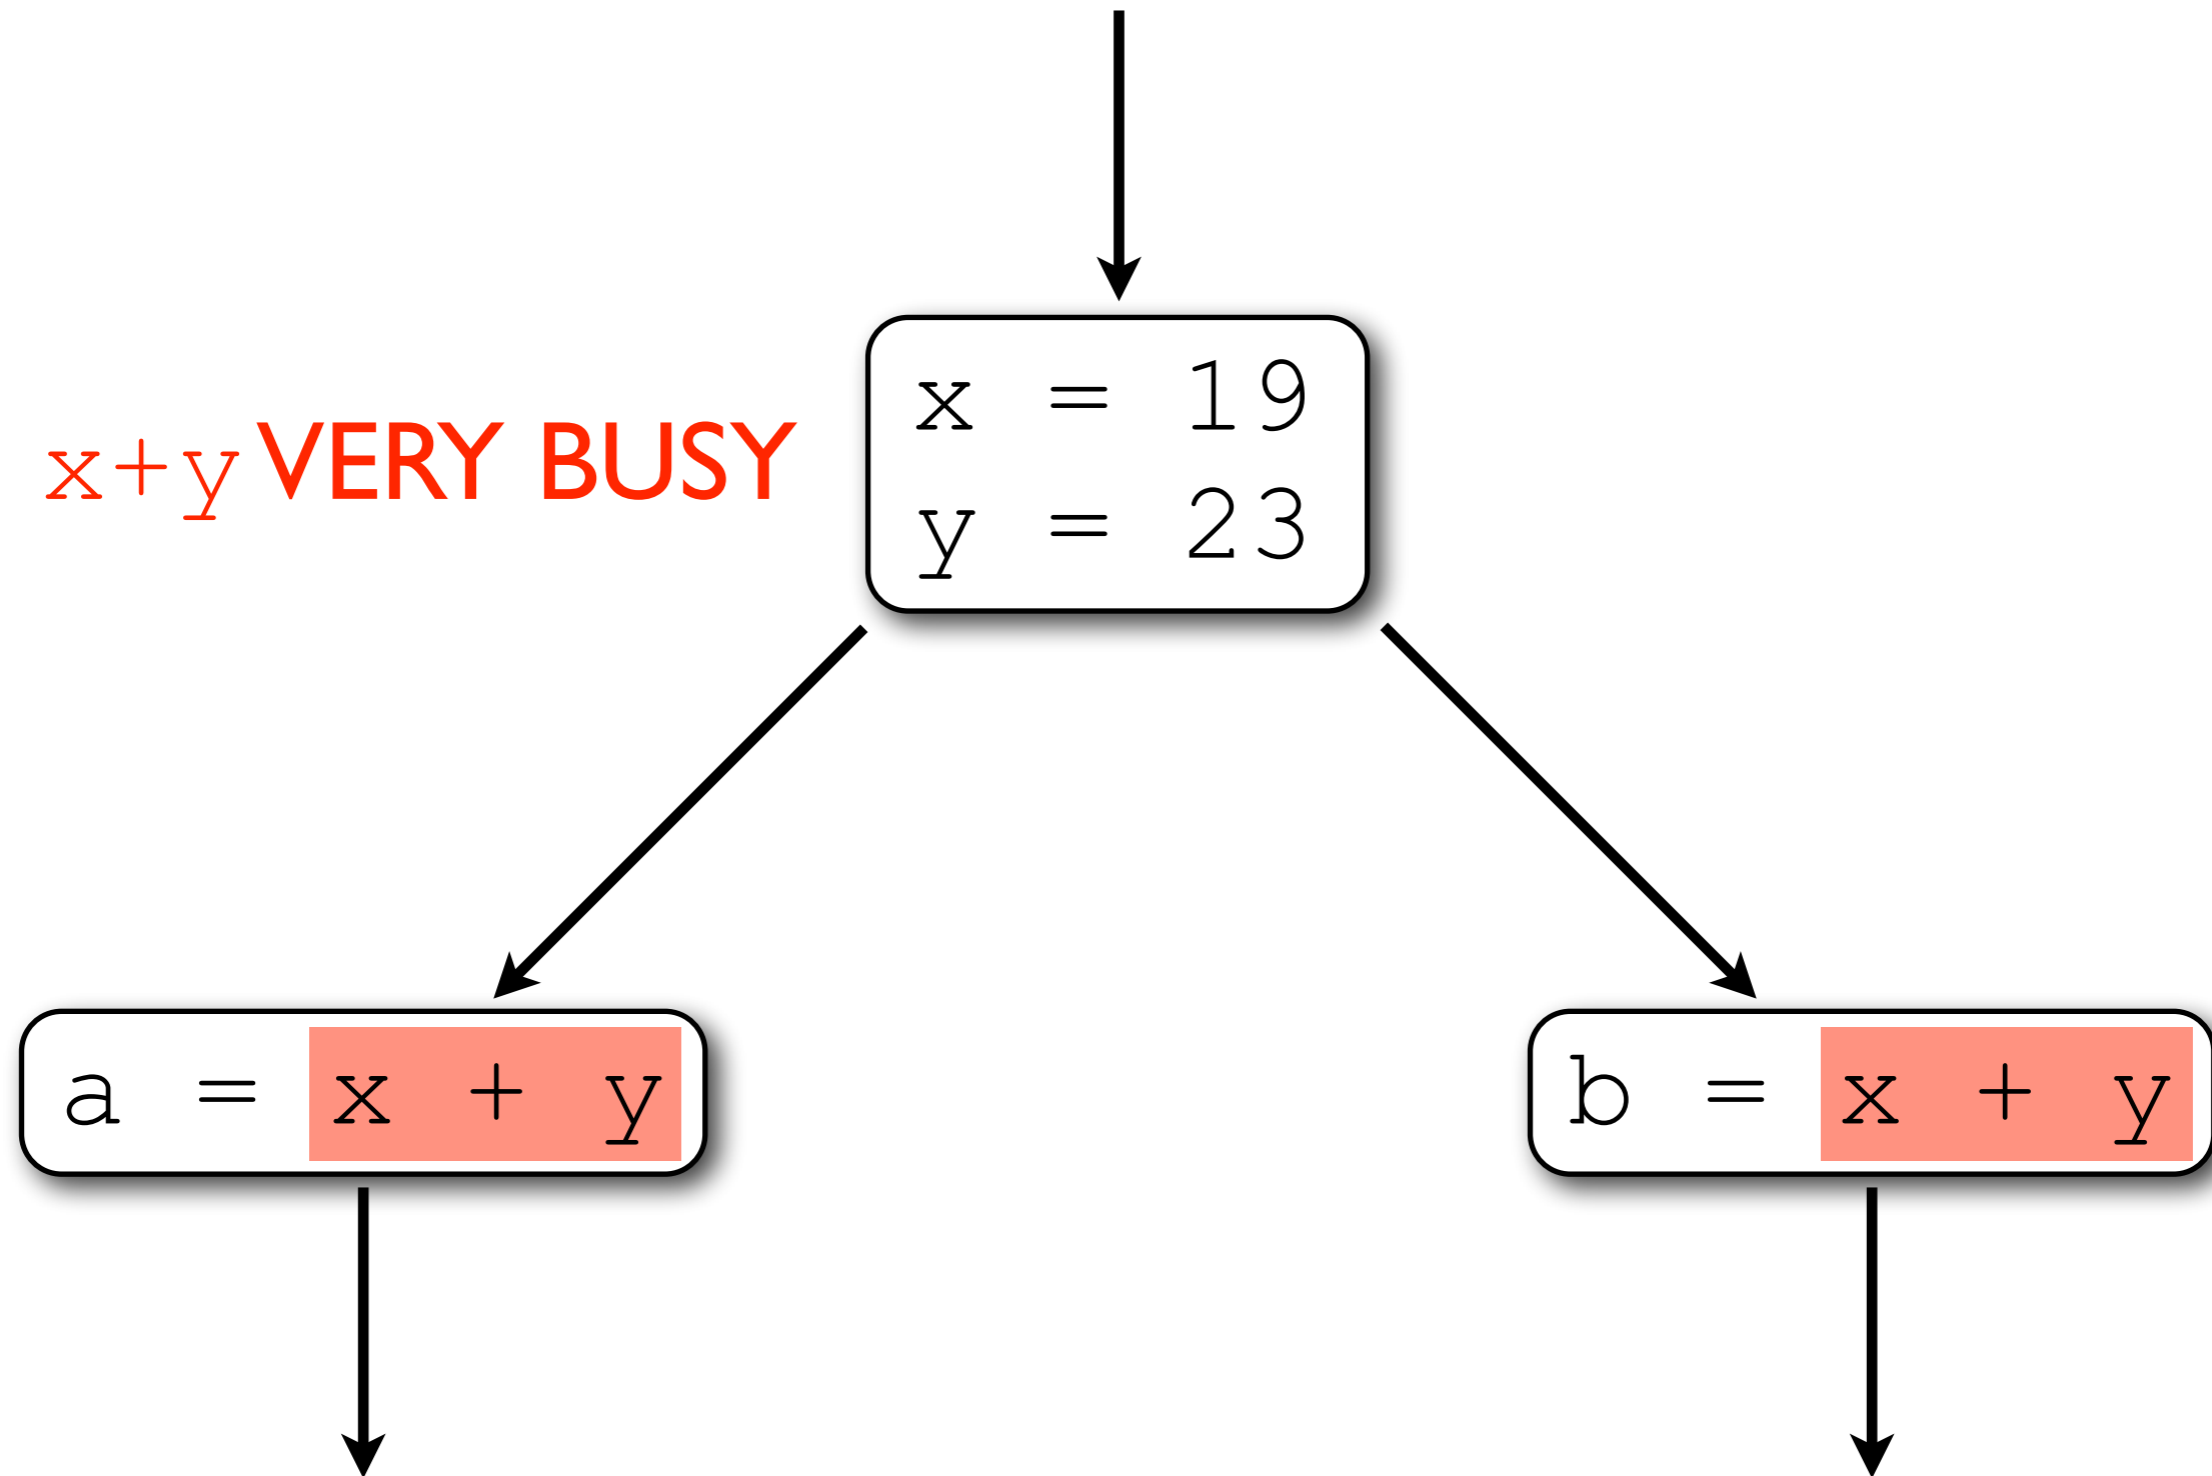 x = 19
x+y VERY BUSY
y = 23
a = x + y
b = x + y